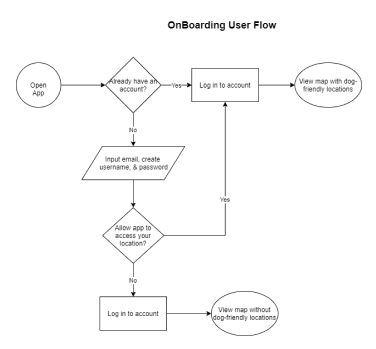 OnBoarding User Flow
Open
App
Already have an
account?
Yes
Log in to account
View map with dog-
friendly locations
No
Input email, create
username, & password
Allow app to
access your
location?
Yes
No
Log in to account
View map without
dog-friendly locations